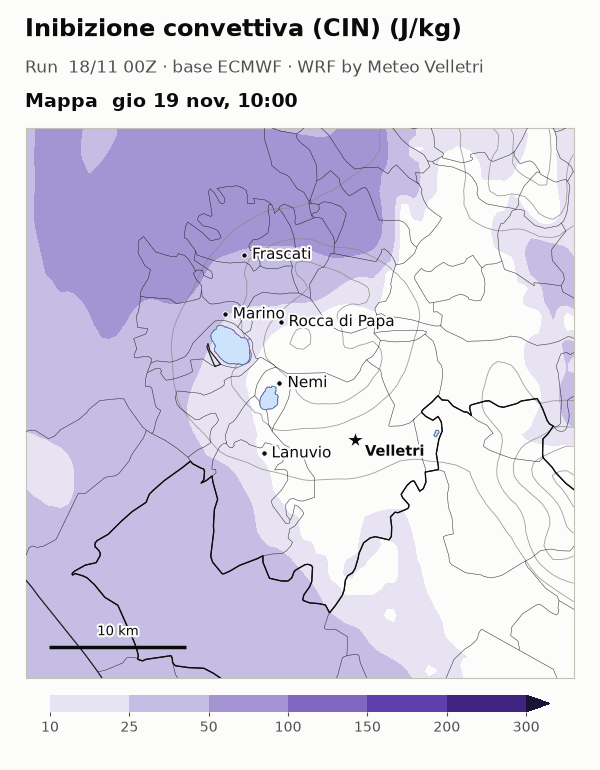 Inibizione convettiva (CIN) (J/kg)
Run  18/11 00Z · base ECMWF · WRF by Meteo Velletri
Mappa  gio 19 nov, 10:00
Frascati
Marino
Rocca di Papa
Nemi
Velletri
Lanuvio
10 km
10 25 50 100 150 200 300